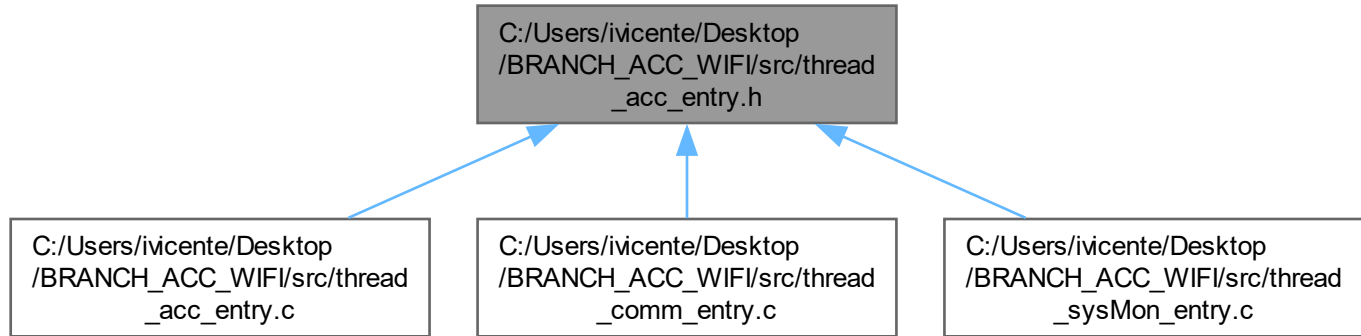 C:/Users/ivicente/Desktop
/BRANCH_ACC_WIFI/src/thread
_acc_entry.h
C:/Users/ivicente/Desktop
/BRANCH_ACC_WIFI/src/thread
_acc_entry.c
C:/Users/ivicente/Desktop
/BRANCH_ACC_WIFI/src/thread
_comm_entry.c
C:/Users/ivicente/Desktop
/BRANCH_ACC_WIFI/src/thread
_sysMon_entry.c